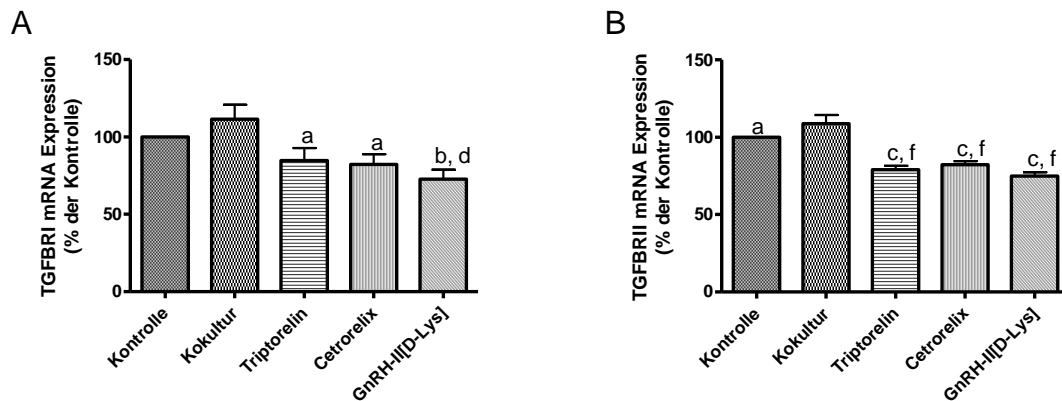 A
TGFBRI mRNA Expression
(% der Kontrolle)
150
100
50
0
a
a
b, d
Kontrolle
Kokultur
Triptorelin
Cetrorelix
GnRH-II[D-Lys]
B
TGFBRII mRNA Expression
(% der Kontrolle)
150
100
50
0
a
c, f
c, f
c, f
Kontrolle
Kokultur
Triptorelin
Cetrorelix
GnRH-II[D-Lys]